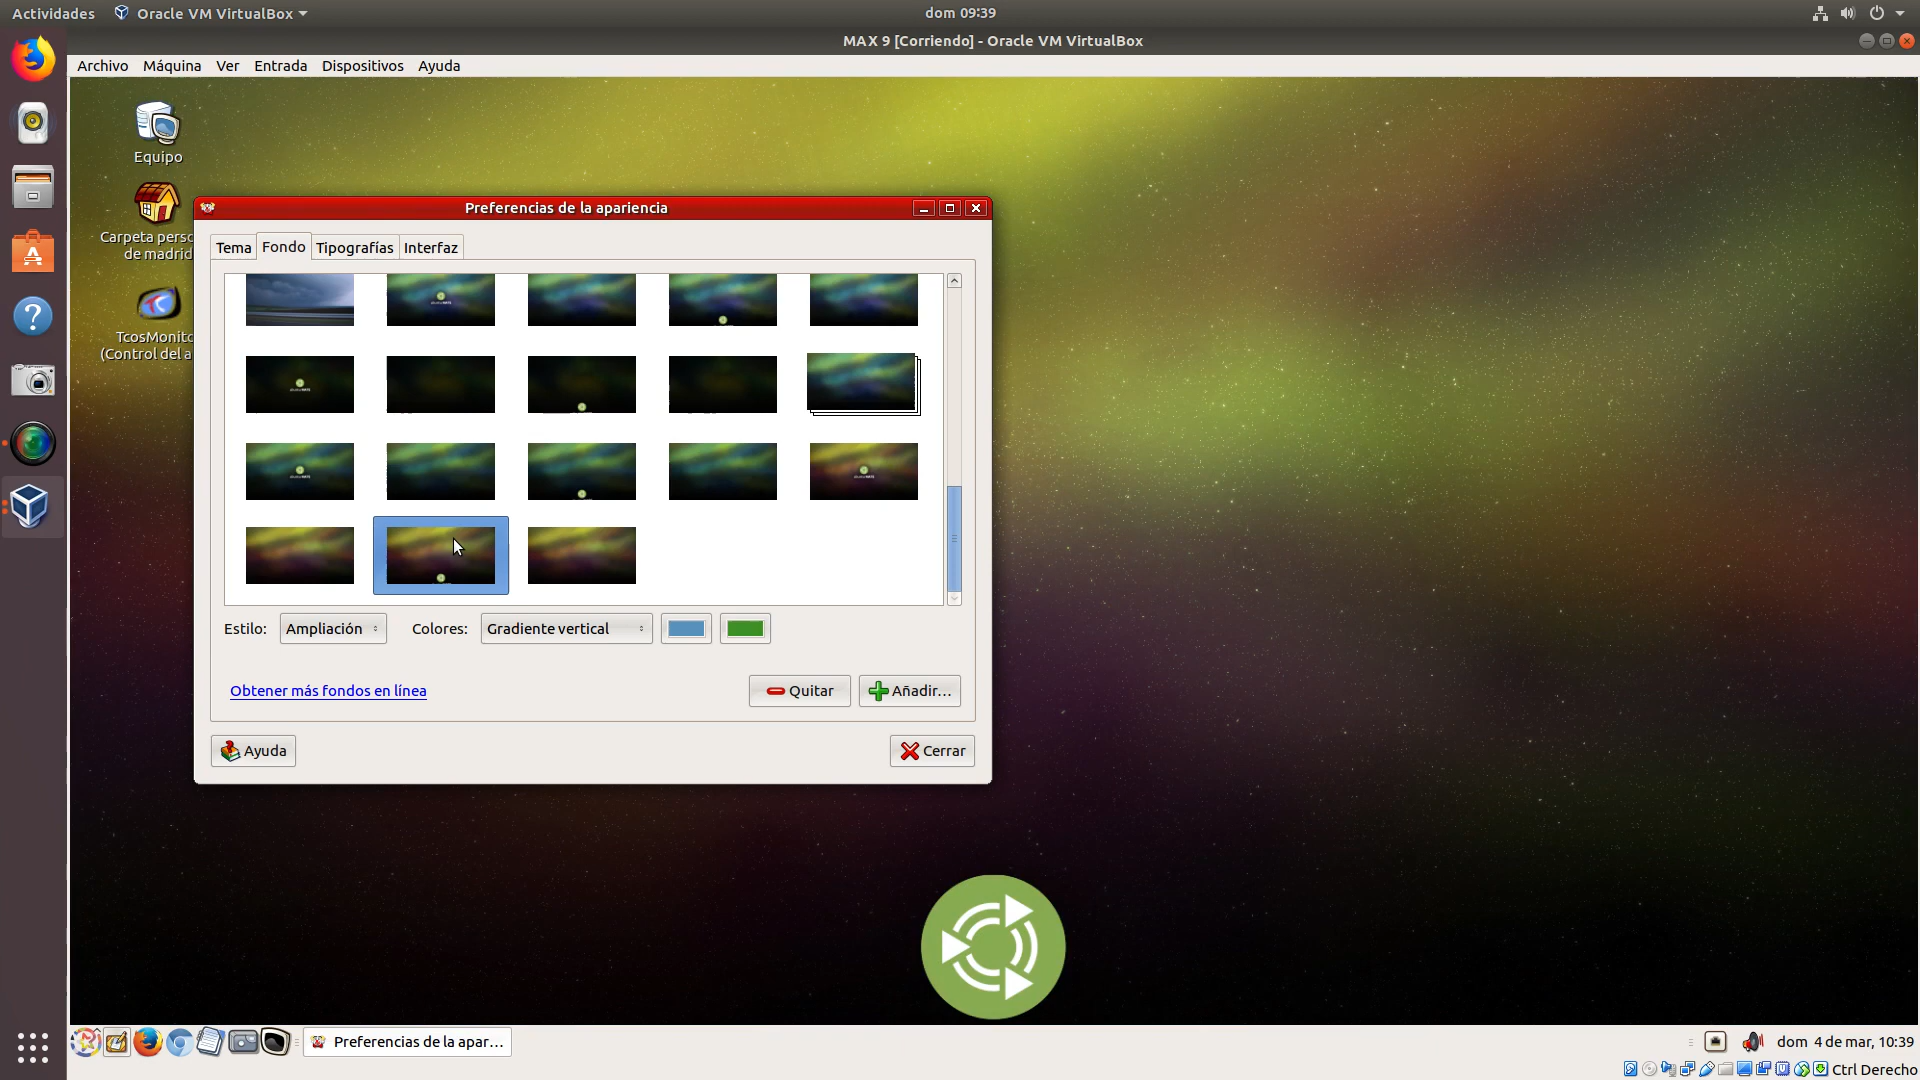 Actividades
Oracle VM VirtualBox
dom 09:39
MAX 9 [Corriendo] - Oracle VM VirtualBox
Archivo Máquina Ver Entrada Dispositivos Ayuda
Equipo
Carpeta perso
de madrid
TcosMonito
(Control del a
Preferencias de la apariencia
Tema Fondo Tipografías Interfaz
Estilo: Ampliación Colores: Gradiente vertical
Obtener más fondos en línea
Quitar
Añadir...
Ayuda
Cerrar
Preferencias de la apar...
dom 4 de mar, 10:39
Ctrl Derecho